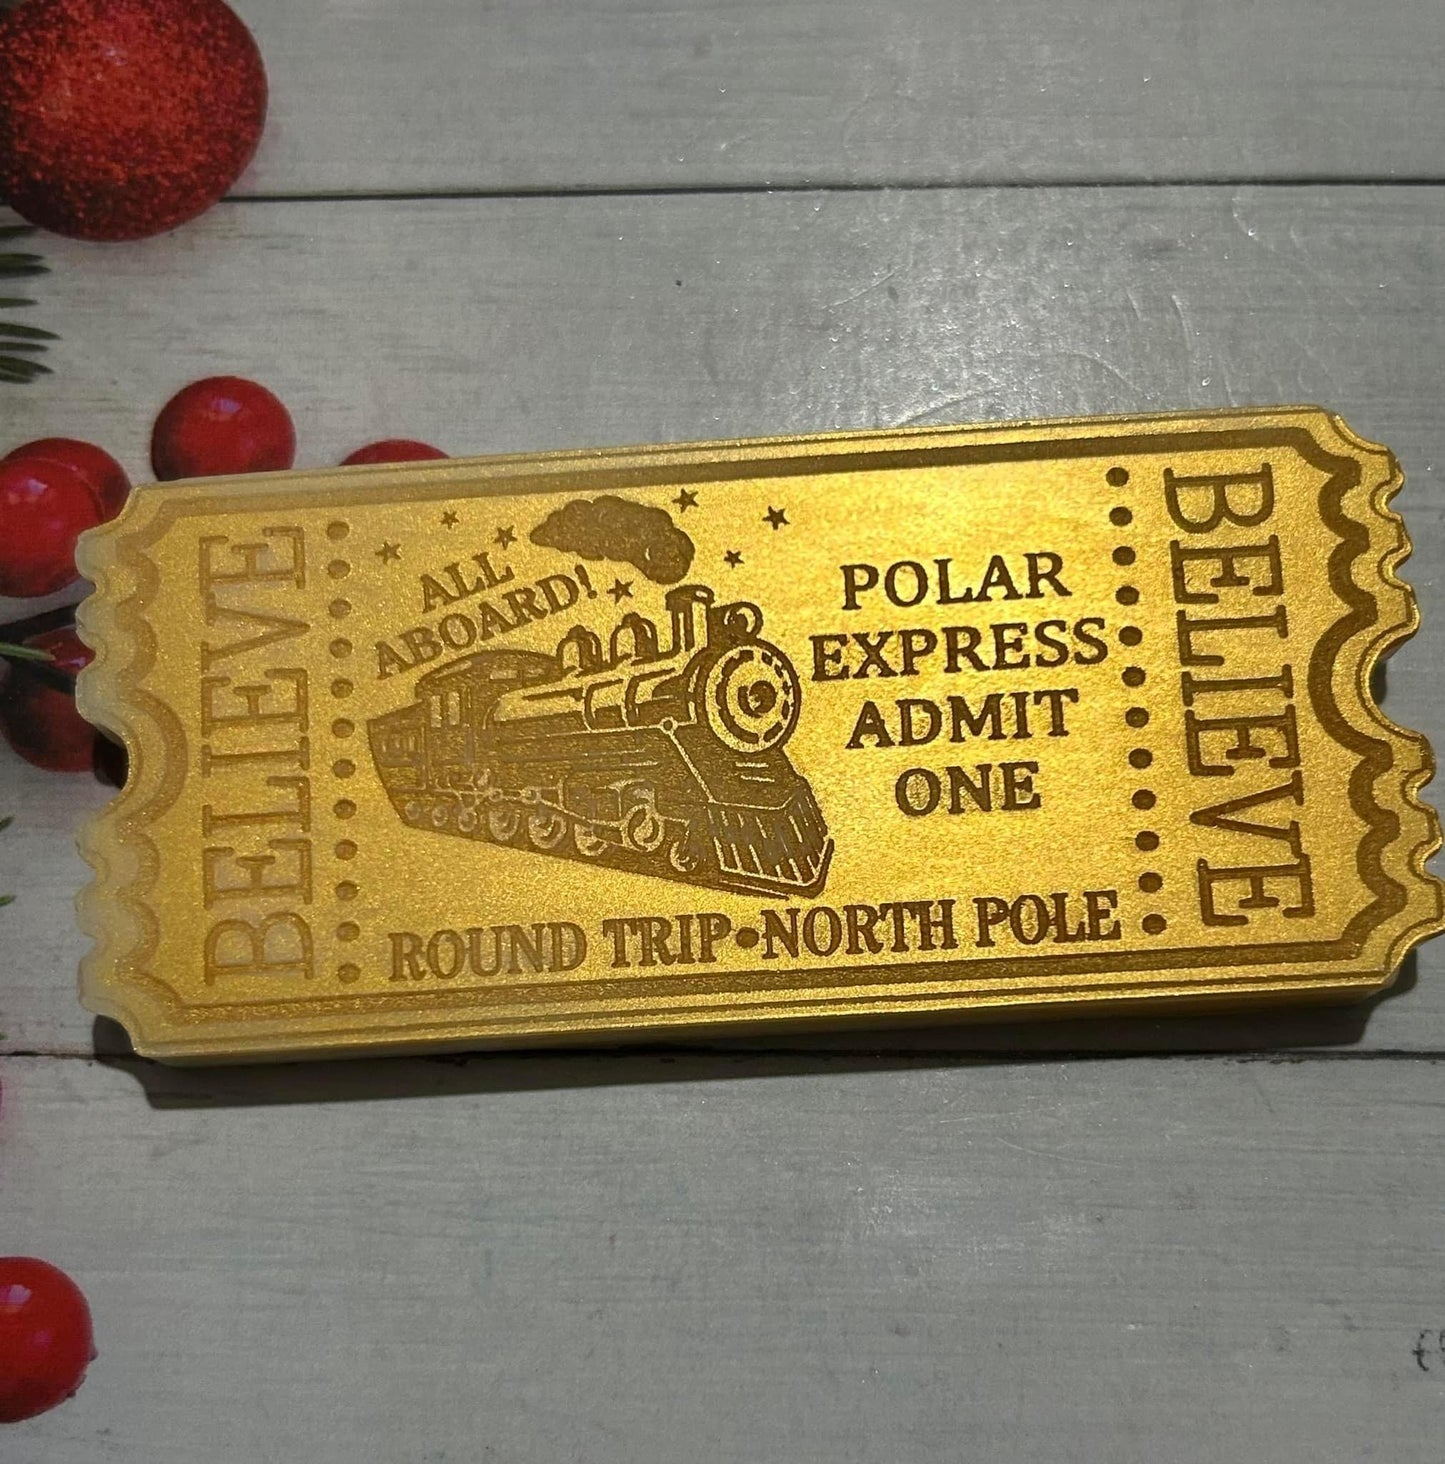 BELIEVE
ALL
ABOARD!
POLAR
EXPRESS
ADMIT
ONE
ROUND TRIP•NORTH POLE
BELIEVE